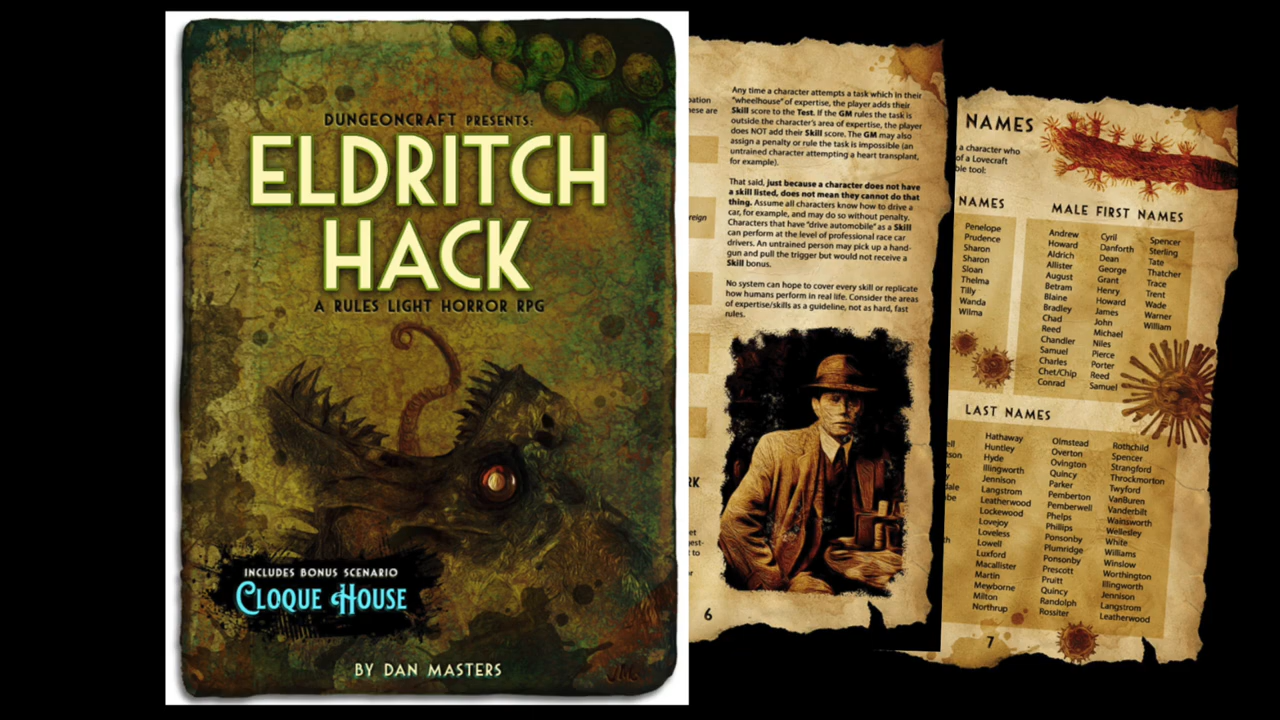 DUNGEONCRAFT PRESENTS:
ELDRITCH
HACK
A RULES LIGHT HORROR RPG
INCLUDES BONUS SCENARIO
CLOQUE HOUSE
BY DAN MASTERS
Any time a character attempts a task which in their
"wheelhouse" of expertise, the player adds their
Skill score to the Test. If the GM rules the task is
outside the character's area of expertise, the player
does NOT add their Skill score. The GM may also
assign a penalty or rule the task is impossible (an
untrained character attempting a heart transplant,
for example).
That said, just because a character does not have
a skill listed, does not mean they cannot do that
thing. Assume all characters know how to drive a
car, for example, and may do so without penalty.
Characters that have "drive automobile" as a Skill
can perform at the level of professional race car
drivers. An untrained person may pick up a hand-
gun and pull the trigger but would not receive a
Skill bonus.
No system can hope to cover every skill or replicate
how humans perform in real life. Consider the areas
of expertise/skills as a guideline, not as hard, fast
rules.
6
NAMES
a character who
of a Lovecraft
tool:
NAMES
Penelope
Prudence
Sharon
Sharon
Sloan
Thelma
Tilly
Wanda
Wilma
MALE FIRST NAMES
Andrew
Howard
Aldrich
Allister
August
Betram
Blaine
Bradley
Chad
Reed
Chandler
Samuel
Charles
Chet/Chip
Conrad
Cyril
Danforth
Dean
George
Grant
Henry
Howard
James
John
Michael
Niles
Pierce
Porter
Reed
Samuel
Spencer
Sterling
Tate
Thatcher
Trace
Trent
Wade
Warner
William
LAST NAMES
Hathaway
Huntley
Hyde
Illingworth
Jennison
Langstrom
Leatherwood
Lockewood
Lovejoy
Loveless
Lowell
Luxford
Macallister
Martin
Mewborne
Milton
Northrup
Olmstead
Overton
Ovington
Quincy
Parker
Pemberton
Pemberwell
Phelps
Phillips
Ponsonby
Plumridge
Ponsonby
Prescott
Pruitt
Quincy
Randolph
Rossiter
Rothchild
Spencer
Strangford
Throckmorton
Twyford
VanBuren
Vanderbilt
Wainsworth
Wellesley
White
Williams
Winslow
Worthington
Illingworth
Jennison
Langstrom
Leatherwood
7